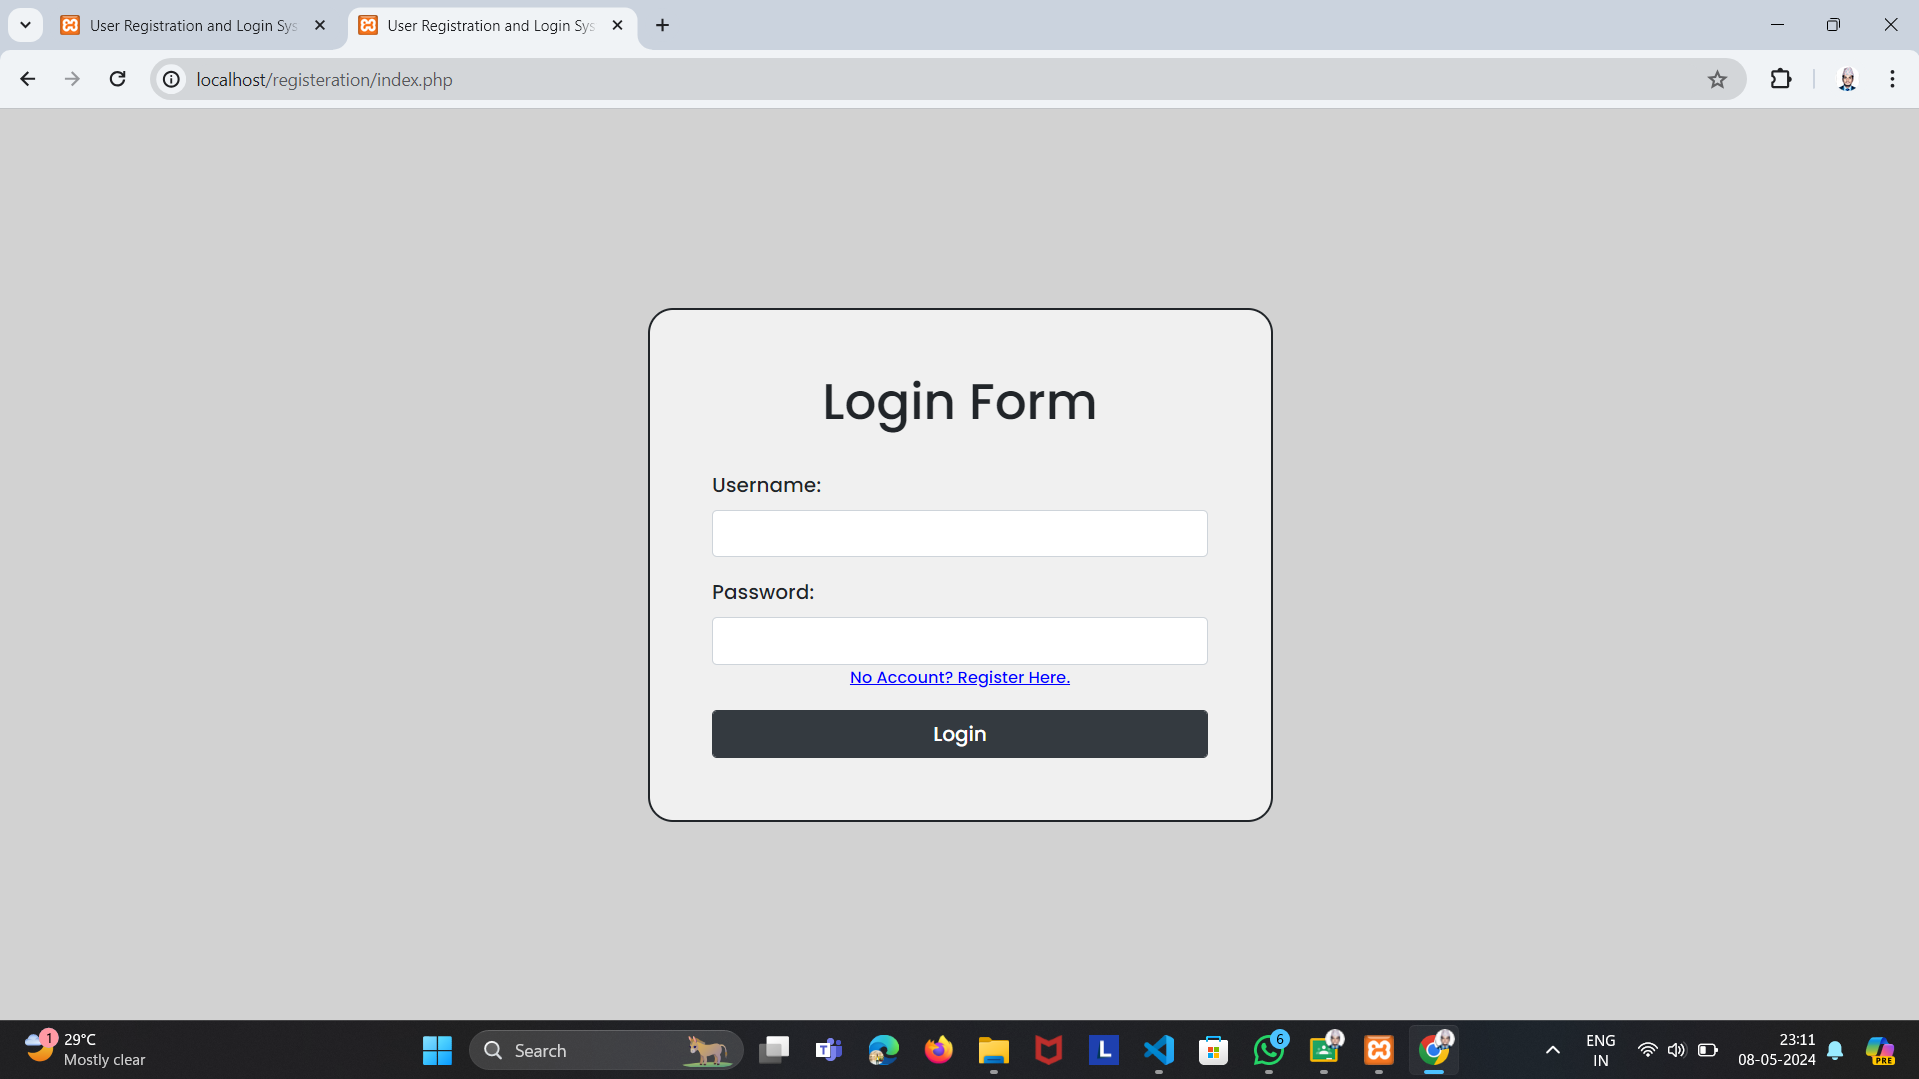 User Registration and Login Sys
User Registration and Login Sys
localhost/registeration/index.php
Login Form
Username:
Password:
No Account? Register Here.
Login
1
29°C
Mostly clear
Search
T
L
6
ENG
IN
23:11
08-05-2024
PRE